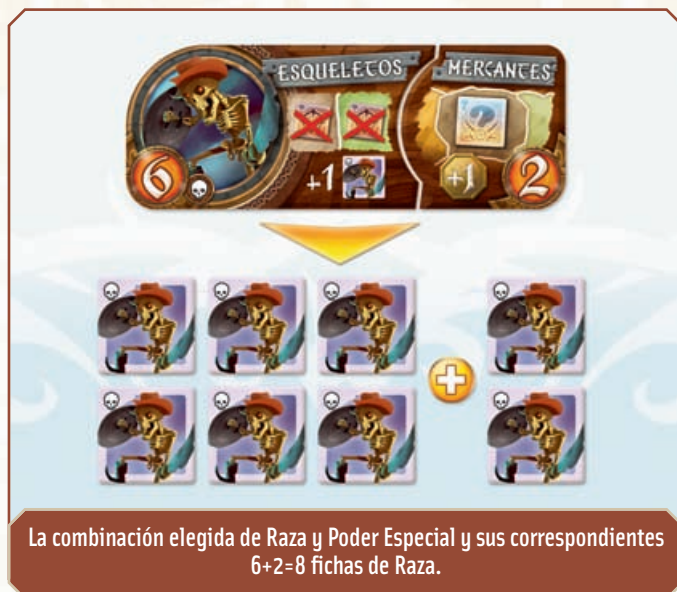 ESQUELETOS
MERCANTES
6
+1
+1
2
La combinación elegida de Raza y Poder Especial y sus correspondientes
6+2=8 fichas de Raza.